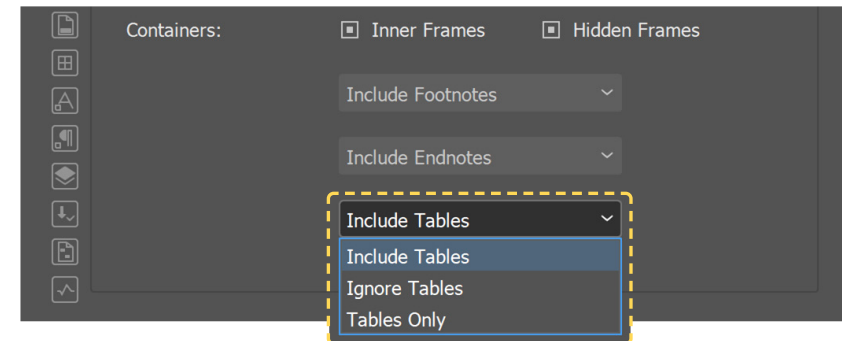 Containers: Inner Frames Hidden Frames
Include Footnotes
Include Endnotes
Include Tables
Include Tables
Ignore Tables
Tables Only